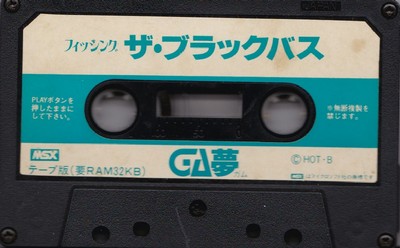 フィッシング ザ・ブラックバス
PLAYボタンを
押したままに
して下さい。
※無断複製を
禁じます。
MSX
テープ版(要RAM32KB)
GA夢
ガム
©HOT・B